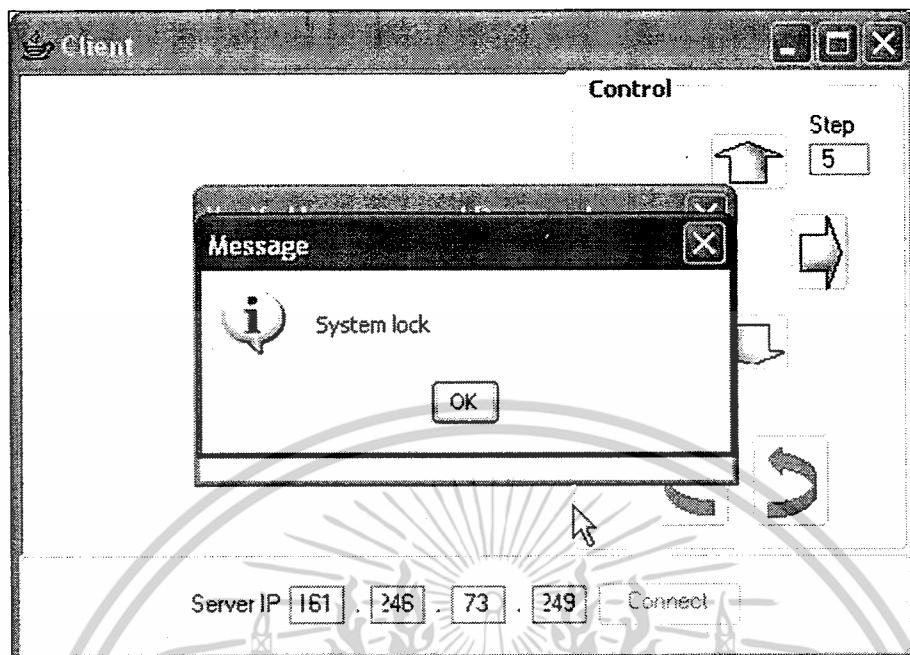 Client
Control
Step
5
Message
System lock
OK
Server IP 161 . 246 . 73 . 249 Connect